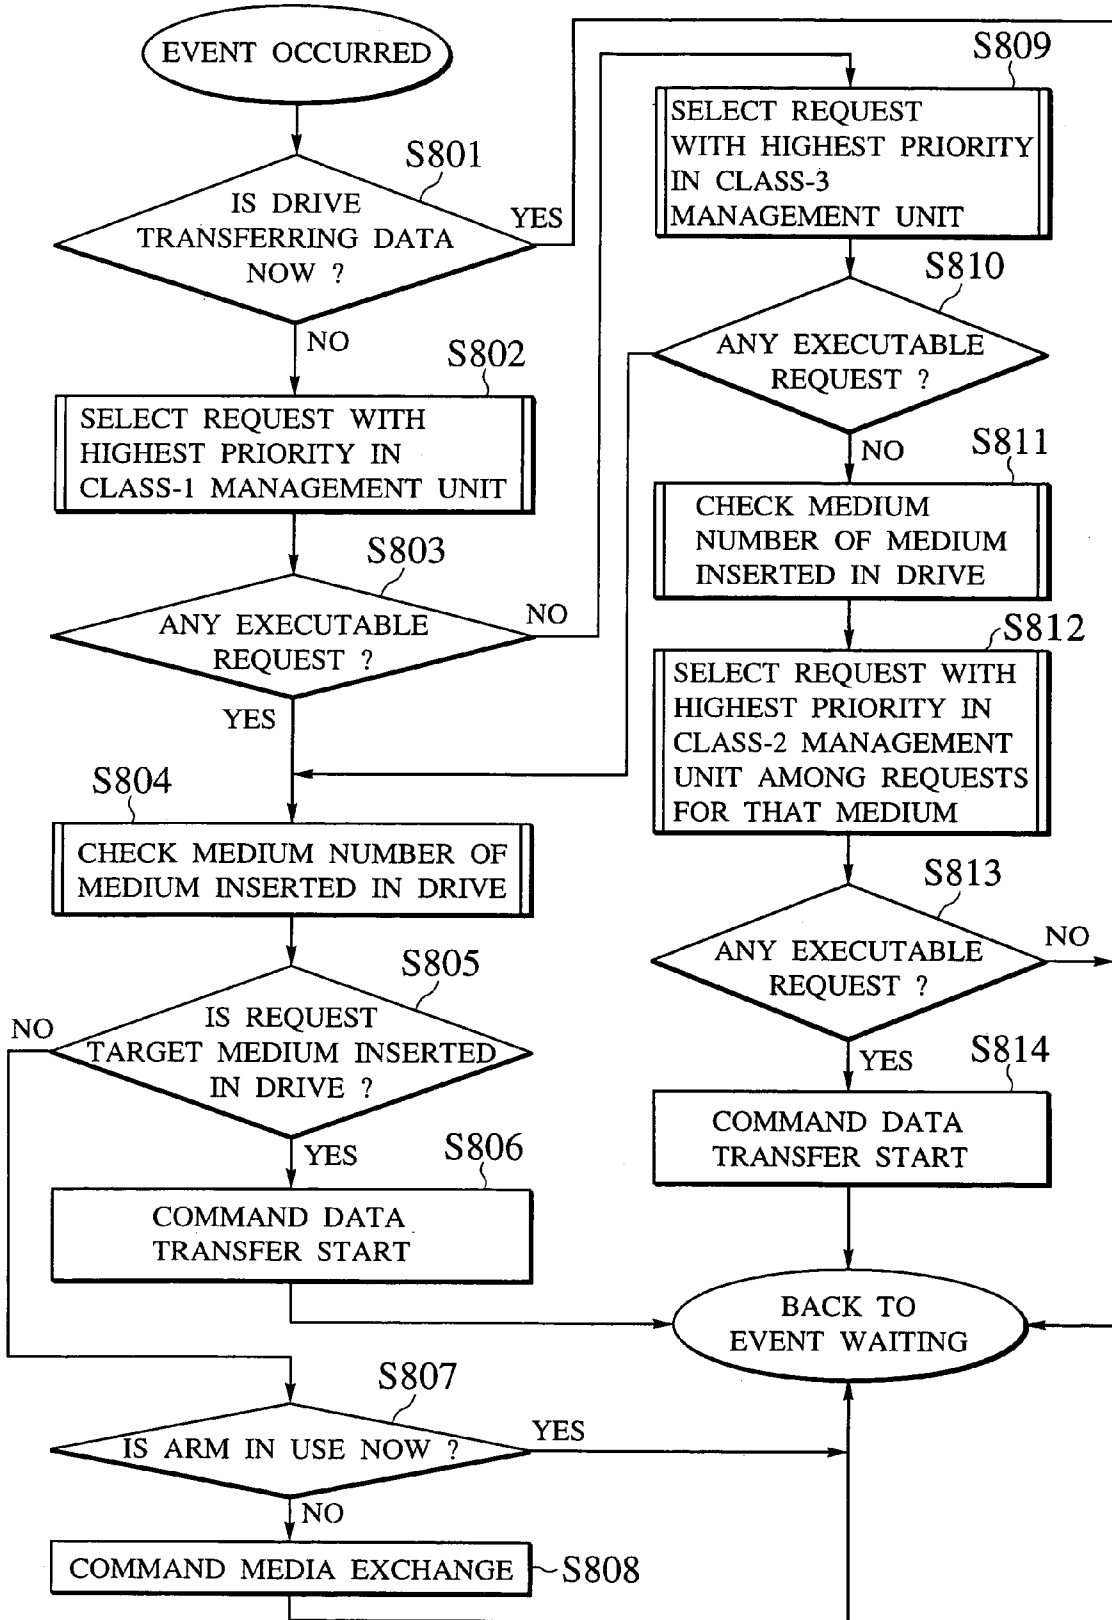 EVENT OCCURRED
S801
IS DRIVE
TRANSFERRING DATA
NOW ?
YES
NO
S802
SELECT REQUEST WITH
HIGHEST PRIORITY IN
CLASS-1 MANAGEMENT UNIT
S803
ANY EXECUTABLE
REQUEST ?
NO
YES
S804
CHECK MEDIUM NUMBER OF
MEDIUM INSERTED IN DRIVE
S805
NO
IS REQUEST
TARGET MEDIUM INSERTED
IN DRIVE ?
YES
S806
COMMAND DATA
TRANSFER START
S807
IS ARM IN USE NOW ?
YES
NO
COMMAND MEDIA EXCHANGE
S808
S809
SELECT REQUEST
WITH HIGHEST PRIORITY
IN CLASS-3
MANAGEMENT UNIT
S810
ANY EXECUTABLE
REQUEST ?
NO
S811
CHECK MEDIUM
NUMBER OF MEDIUM
INSERTED IN DRIVE
S812
SELECT REQUEST WITH
HIGHEST PRIORITY IN
CLASS-2 MANAGEMENT
UNIT AMONG REQUESTS
FOR THAT MEDIUM
S813
ANY EXECUTABLE
REQUEST ?
NO
YES
S814
COMMAND DATA
TRANSFER START
BACK TO
EVENT WAITING